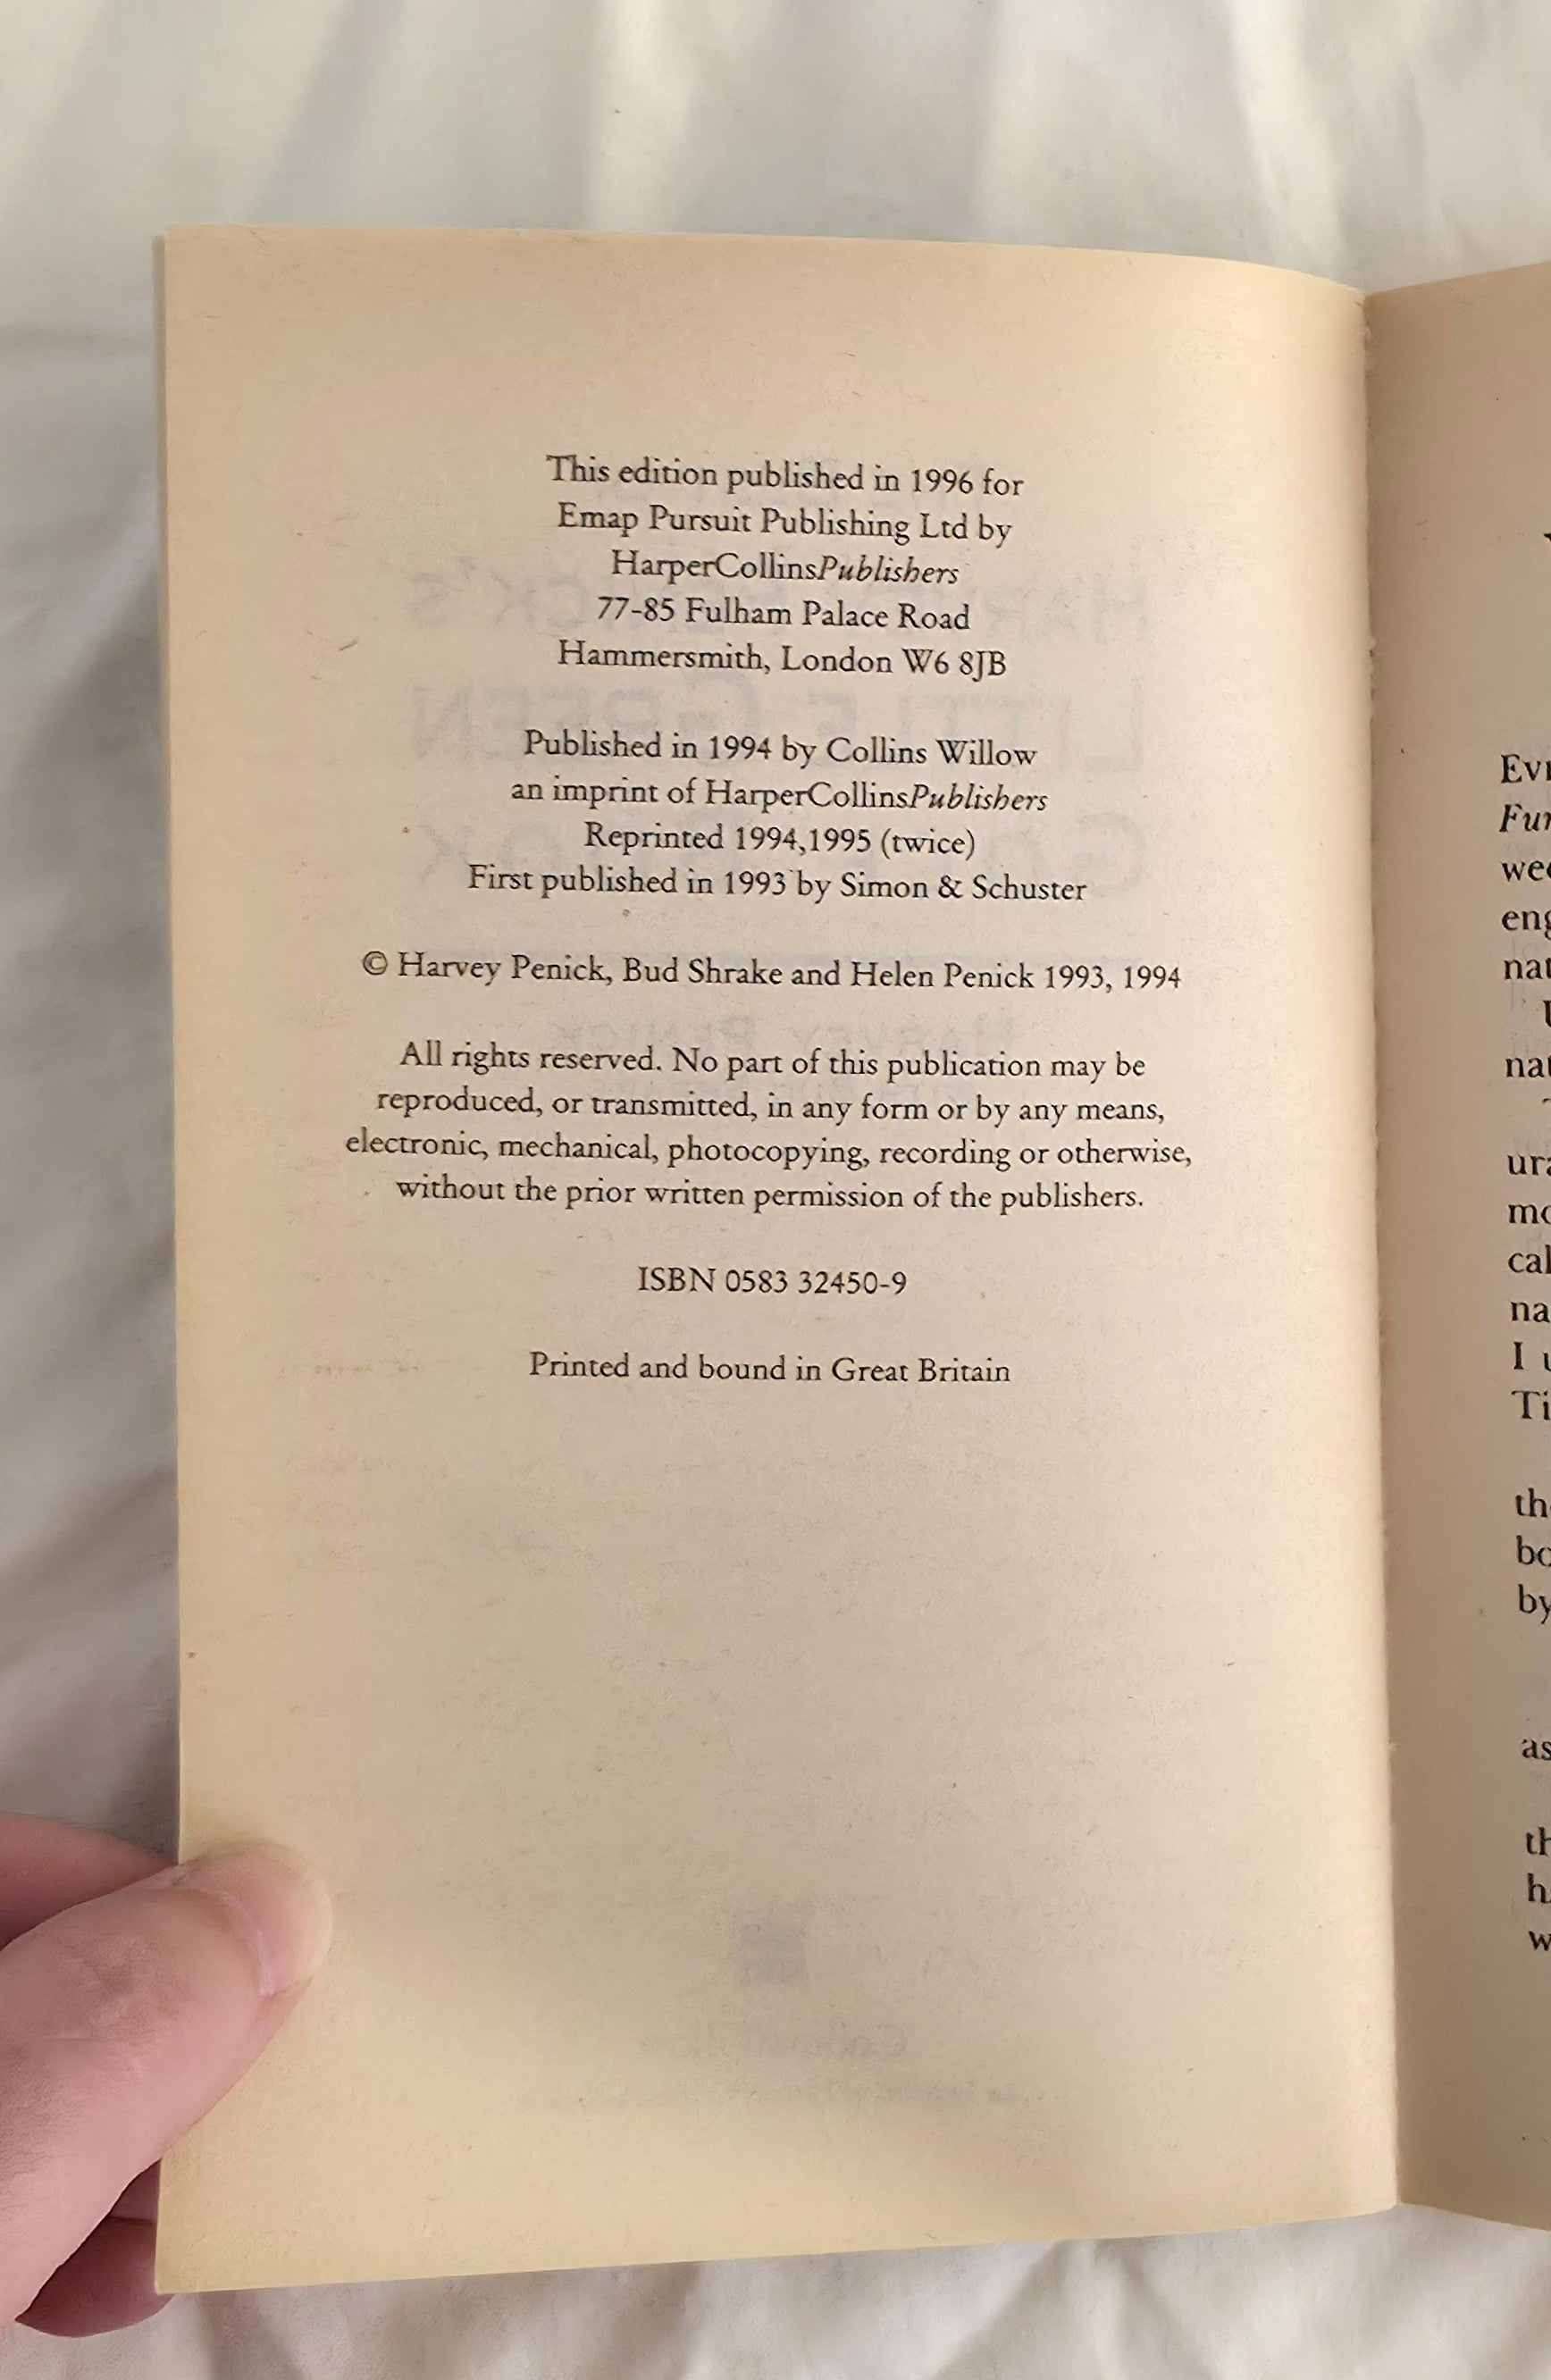 This edition published in 1996 for
Emap Pursuit Publishing Ltd by
HarperCollinsPublishers
77-85 Fulham Palace Road
Hammersmith, London W6 8JB
Published in 1994 by Collins Willow
an imprint of HarperCollinsPublishers
Reprinted 1994,1995 (twice)
First published in 1993 by Simon & Schuster
© Harvey Penick, Bud Shrake and Helen Penick 1993, 1994
All rights reserved. No part of this publication may be
reproduced, or transmitted, in any form or by any means,
electronic, mechanical, photocopying, recording or otherwise,
without the prior written permission of the publishers.
ISBN 0583 32450-9
Printed and bound in Great Britain